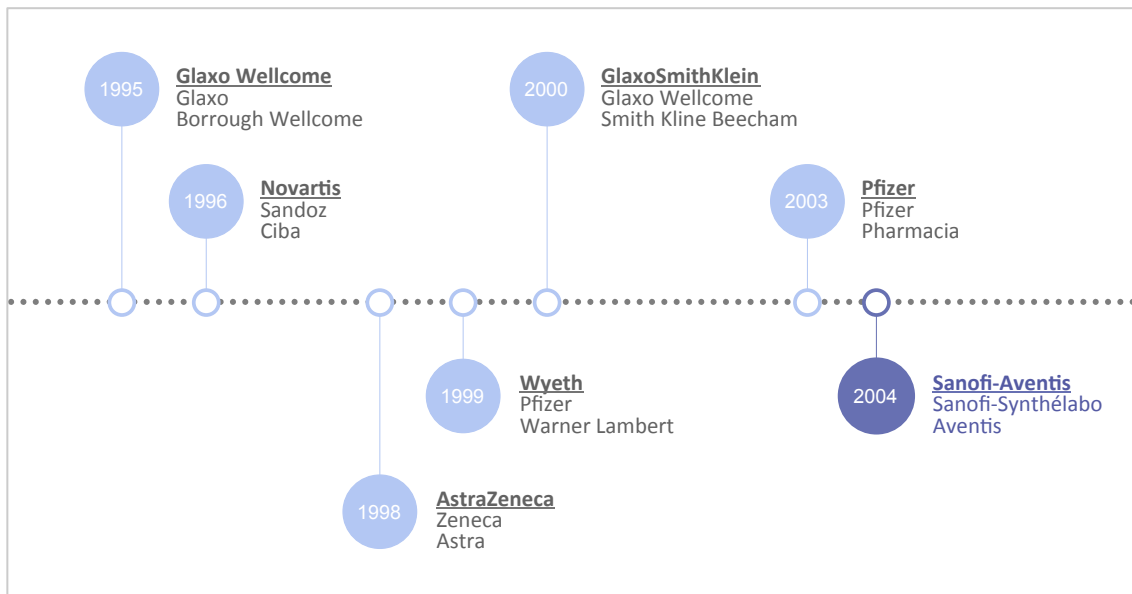 1995
Glaxo Wellcome
Glaxo
Borrough Wellcome
1996
Novartis
Sandoz
Ciba
1998
AstraZeneca
Zeneca
Astra
1999
Wyeth
Pfizer
Warner Lambert
2000
GlaxoSmithKlein
Glaxo Wellcome
Smith Kline Beecham
2003
Pfizer
Pfizer
Pharmacia
2004
Sanofi-Aventis
Sanofi-Synthélabo
Aventis